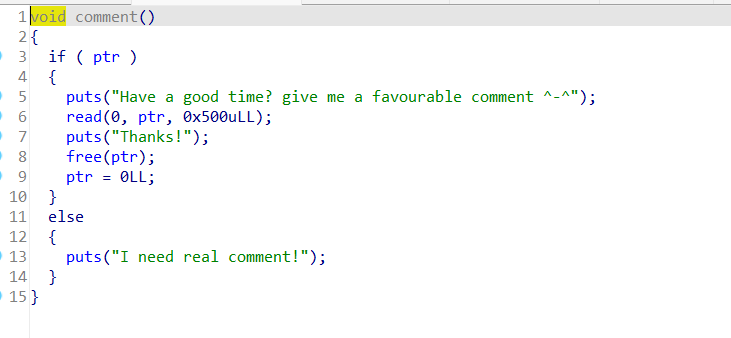 1 void comment()
2 {
3   if ( ptr )
4   {
5     puts("Have a good time? give me a favourable comment ^-^");
6     read(0, ptr, 0x500uLL);
7     puts("Thanks!");
8     free(ptr);
9     ptr = 0LL;
10   }
11   else
12   {
13     puts("I need real comment!");
14   }
15 }